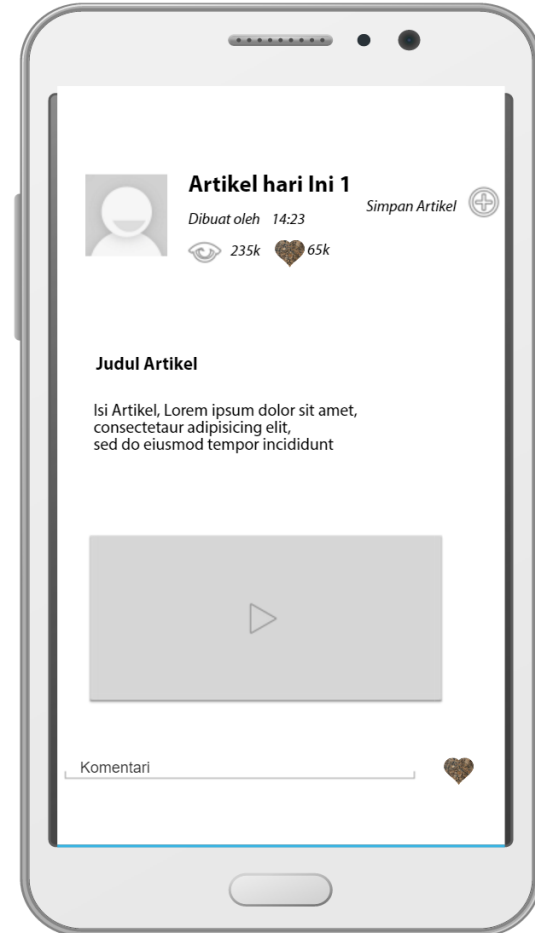 Artikel hari Ini 1
Dibuat oleh 14:23
Simpan Artikel
235k 65k
Judul Artikel
Isi Artikel, Lorem ipsum dolor sit amet,
consectetaur adipisicing elit,
sed do eiusmod tempor incididunt
Komentari